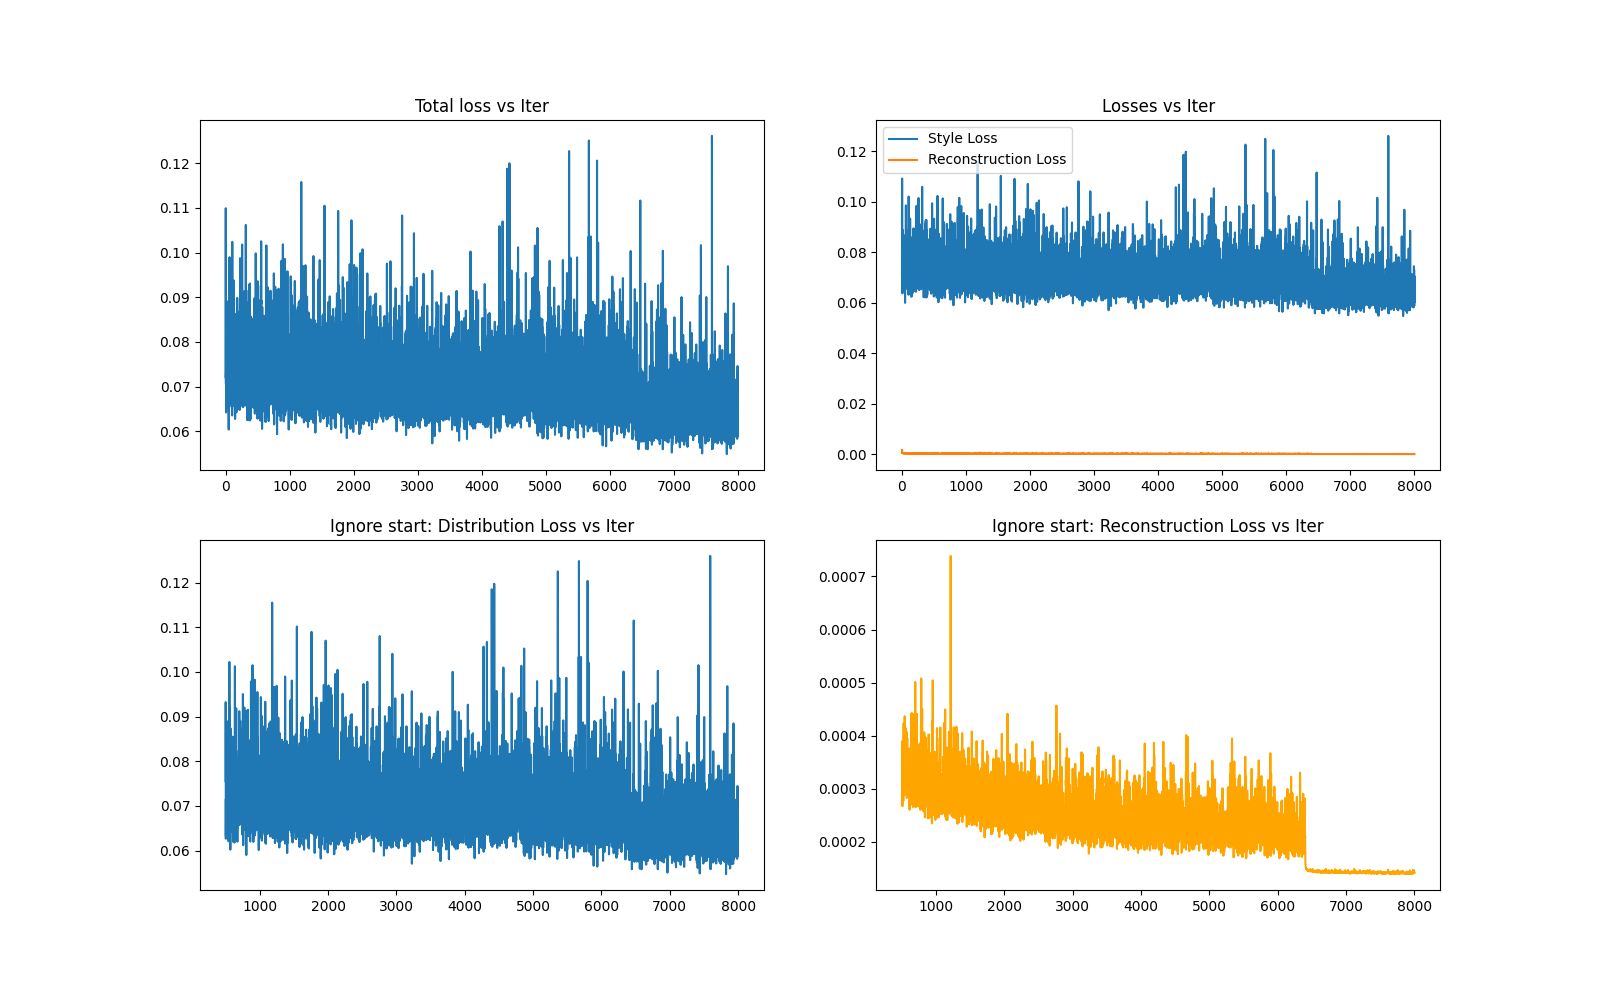 Total loss vs Iter
0.12
0.11
0.10
0.09
0.08
0.07
0.06
0 1000 2000 3000 4000 5000 6000 7000 8000
Losses vs Iter
Style Loss
Reconstruction Loss
0.12
0.10
0.08
0.06
0.04
0.02
0.00
0 1000 2000 3000 4000 5000 6000 7000 8000
Ignore start: Distribution Loss vs Iter
0.12
0.11
0.10
0.09
0.08
0.07
0.06
1000 2000 3000 4000 5000 6000 7000 8000
Ignore start: Reconstruction Loss vs Iter
0.0007
0.0006
0.0005
0.0004
0.0003
0.0002
1000 2000 3000 4000 5000 6000 7000 8000